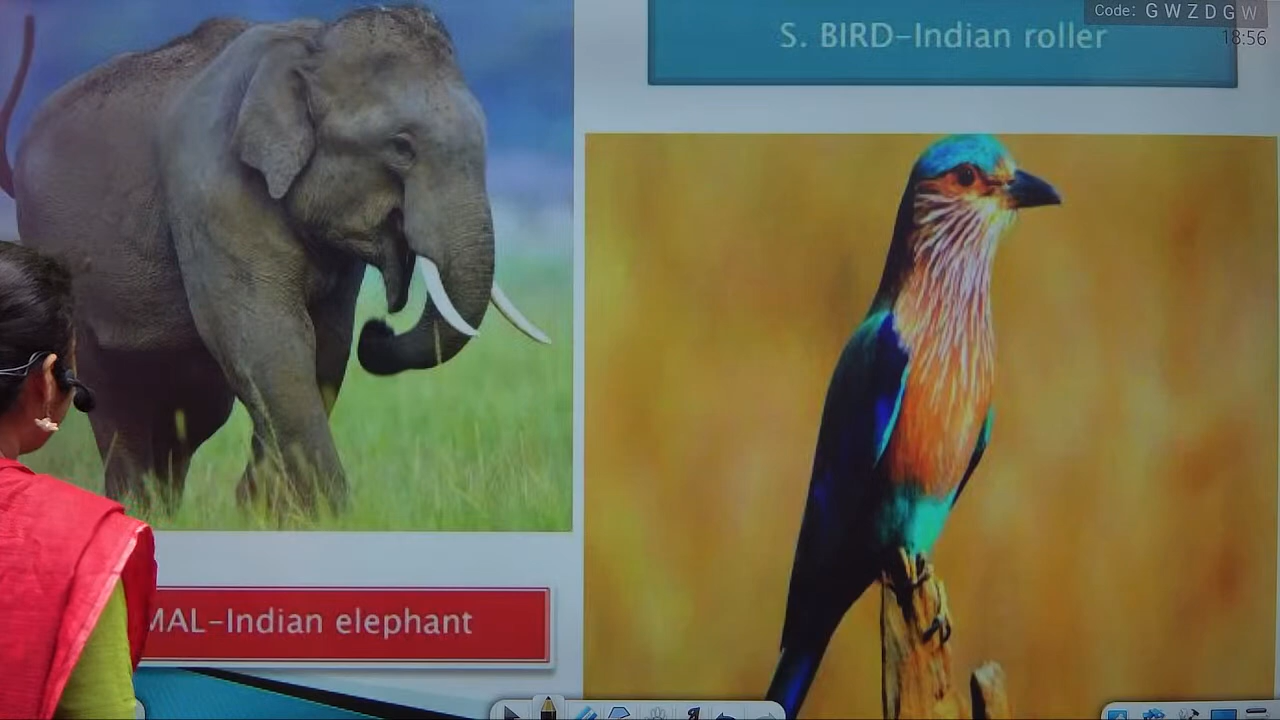 Code: G W Z D G W
S. BIRD-Indian roller
18:56
MAL-Indian elephant